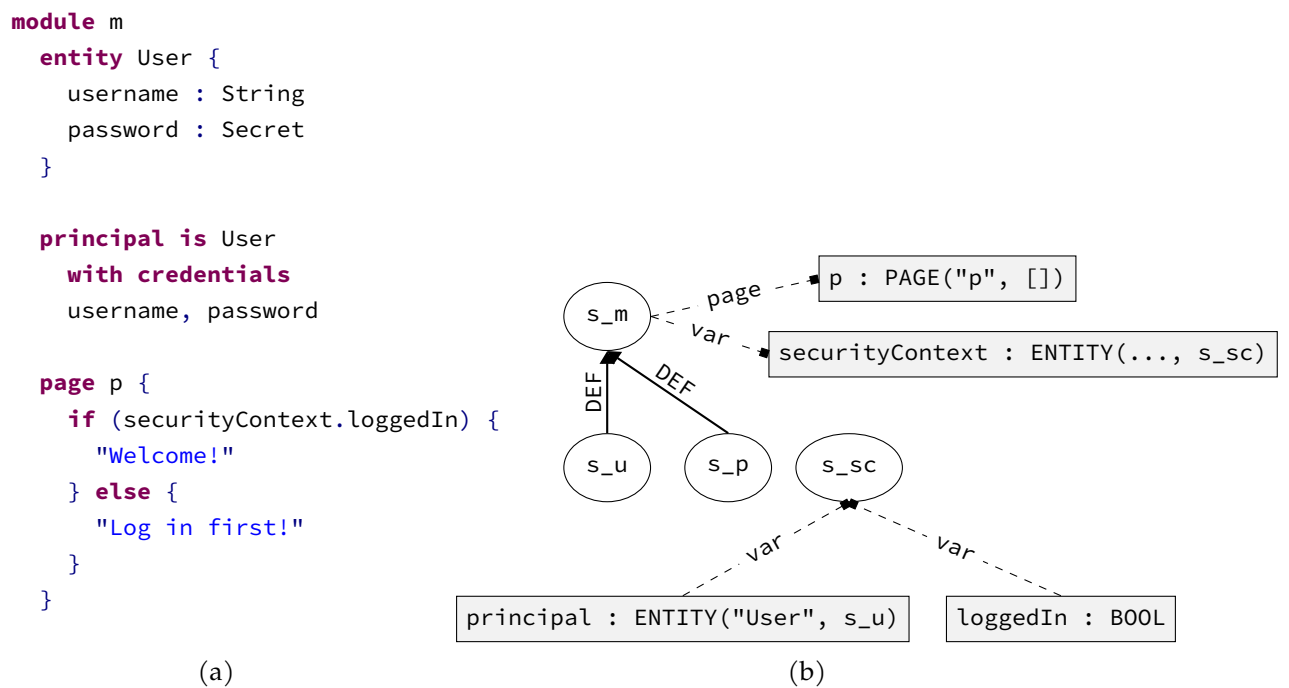 module m
entity User {
username : String
password : Secret
}
principal is User
with credentials
username, password
page p {
if (securityContext.loggedIn) {
"Welcome!"
} else {
"Log in first!"
}
}
(a)
p : PAGE("p", [])
page
s_m
var
securityContext : ENTITY(..., s_sc)
DEF
DEF
s_u
s_p
s_sc
var
var
principal : ENTITY("User", s_u)
loggedIn : BOOL
(b)